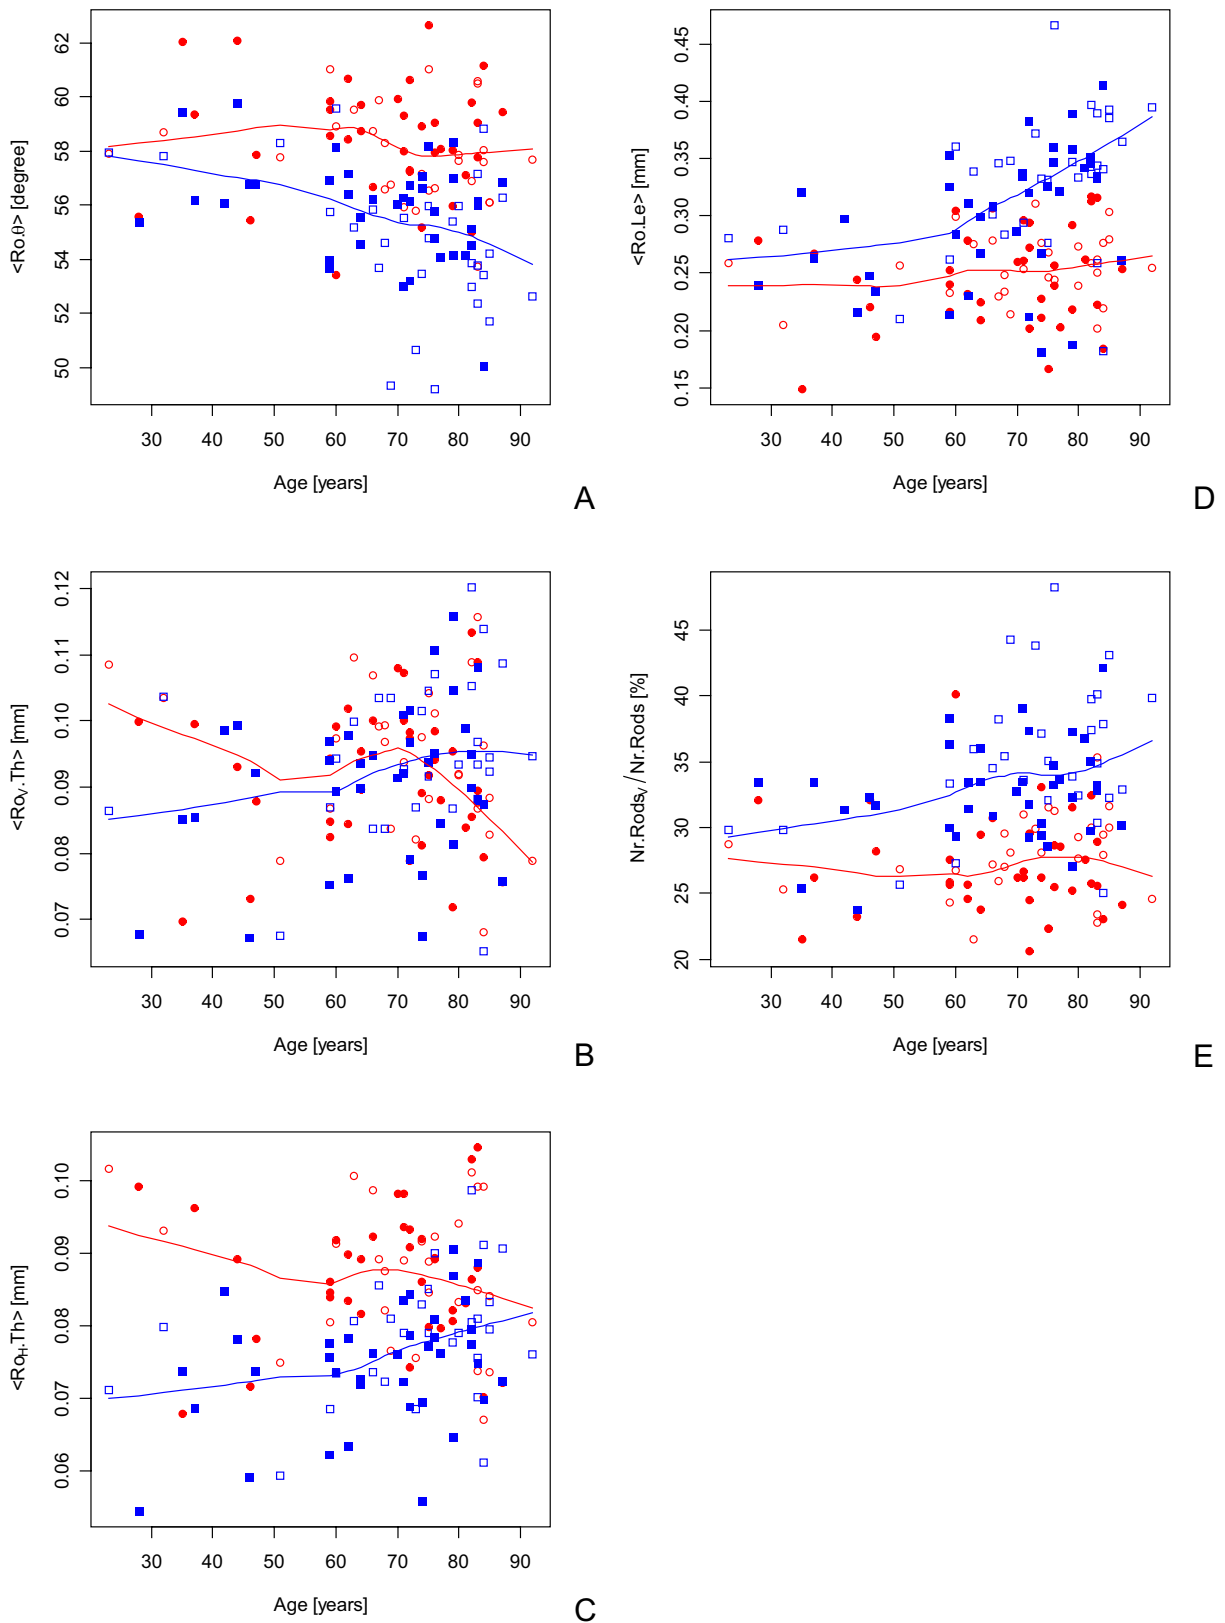 <Ro.θ> [degree]
62
60
58
56
54
52
50
30 40 50 60 70 80 90
Age [years]
A
<Ro.Le> [mm]
0.45
0.40
0.35
0.30
0.25
0.20
0.15
30 40 50 60 70 80 90
Age [years]
D
<RoV.Th> [mm]
0.12
0.11
0.10
0.09
0.08
0.07
30 40 50 60 70 80 90
Age [years]
B
Nr.RodsV / Nr.Rods [%]
45
40
35
30
25
20
30 40 50 60 70 80 90
Age [years]
E
<RoH.Th> [mm]
0.10
0.09
0.08
0.07
0.06
30 40 50 60 70 80 90
Age [years]
C